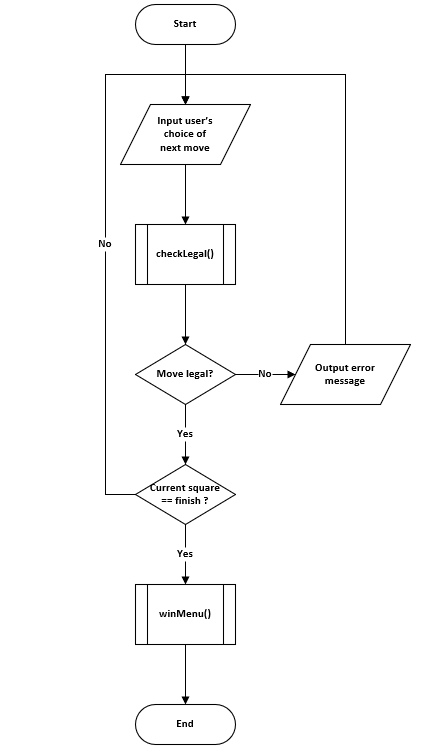 Start
Input user's
choice of
next move
No
checkLegal()
Move legal?
No
Output error
message
Yes
Current square
== finish ?
Yes
winMenu()
End